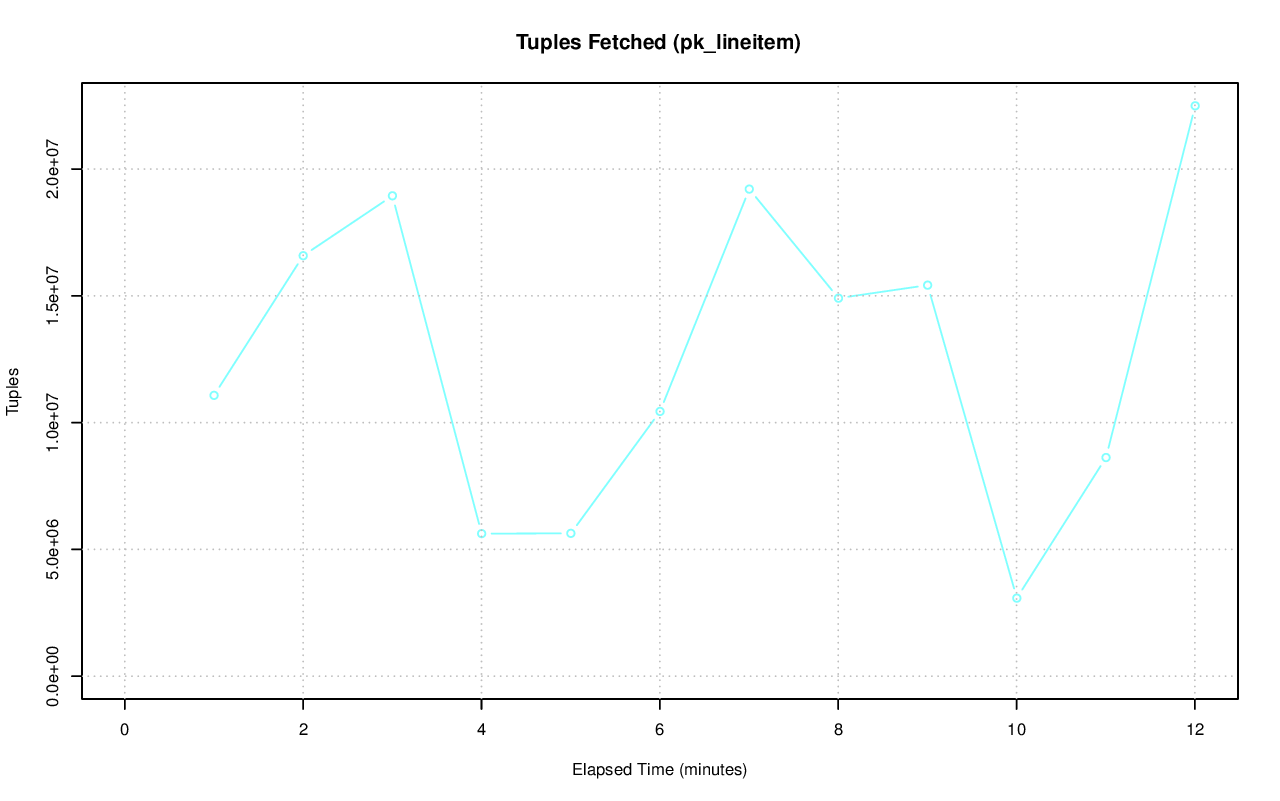 Tuples Fetched (pk_lineitem)
Tuples
2.0e+07
1.5e+07
1.0e+07
5.0e+06
0.0e+00
0 2 4 6 8 10 12
Elapsed Time (minutes)